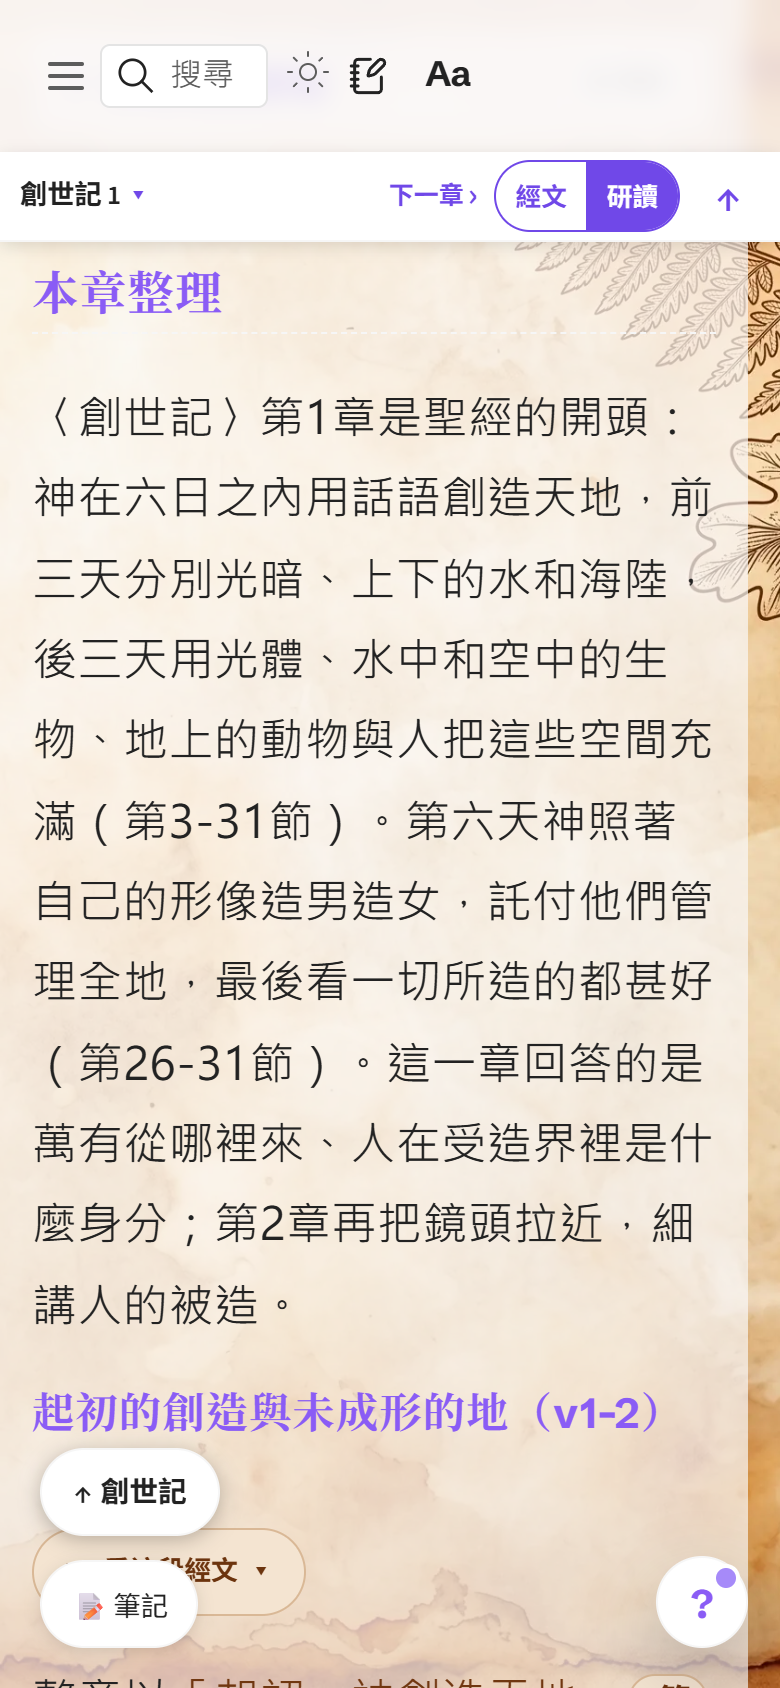 搜尋
Aa
創世記 1 ▼
下一章 ›
經文
研讀
↑
本章整理
〈創世記〉第1章是聖經的開頭：
神在六日之內用話語創造天地，前
三天分別光暗、上下的水和海陸，
後三天用光體、水中和空中的生
物、地上的動物與人把這些空間充
滿（第3-31節）。第六天神照著
自己的形像造男造女，託付他們管
理全地，最後看一切所造的都甚好
（第26-31節）。這一章回答的是
萬有從哪裡來、人在受造界裡是什
麼身分；第2章再把鏡頭拉近，細
講人的被造。
起初的創造與未成形的地（v1-2）
↑ 創世記
經文 ▼
筆記
?